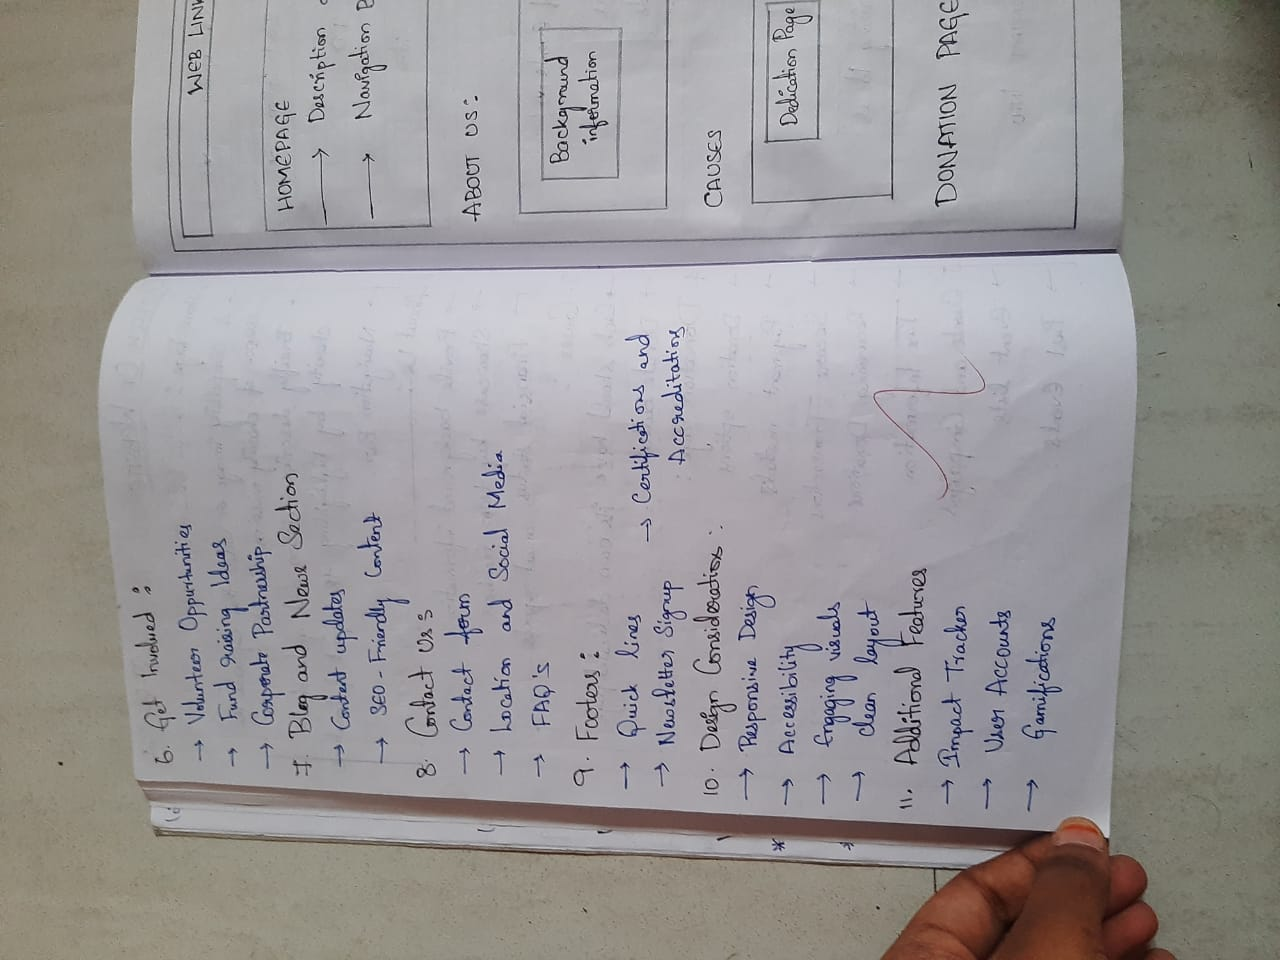 6. Get Involved :
→ Volunteer Oppurtunities
→ Fund raising Ideas
→ Corporate Partnership.
7. Blog and News Section
→ Content updates
→ SEO - Friendly Content
8. Contact Us :
→ Contact form
→ Location and Social Media
→ FAQ's
9. Footers :
→ Quick lines
→ Newsletter Signup → Certifications and
Accreditations
10. Design Considerations :
→ Responsive Design
→ Accessibility
→ Engaging visuals
→ clean layout
11. Additional Features
→ Impact Tracker
→ User Accounts
→ Gamifications
WEB LINK
HOMEPAGE
→ Description
→ Navigation
ABOUT US :
Background
information
CAUSES
Dedication Page
DONATION PAGE